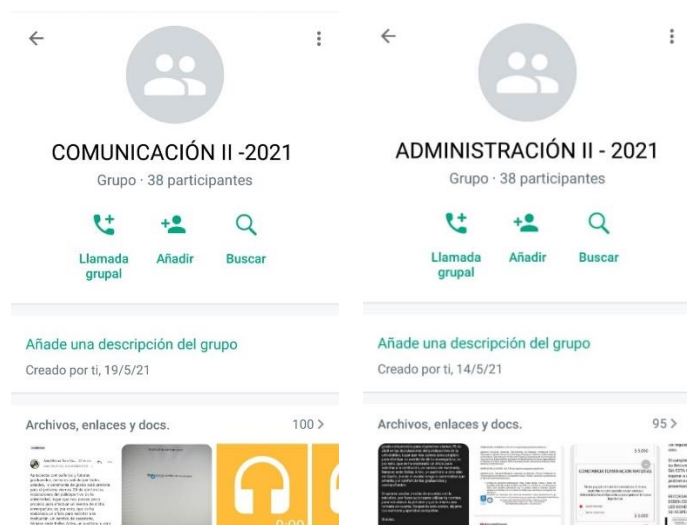 COMUNICACIÓN II -2021
Grupo · 38 participantes
Llamada grupal
Añadir
Buscar
Añade una descripción del grupo
Creado por ti, 19/5/21
Archivos, enlaces y docs.
100 >
0:00
ADMINISTRACIÓN II - 2021
Grupo · 38 participantes
Llamada grupal
Añadir
Buscar
Añade una descripción del grupo
Creado por ti, 14/5/21
Archivos, enlaces y docs.
95 >